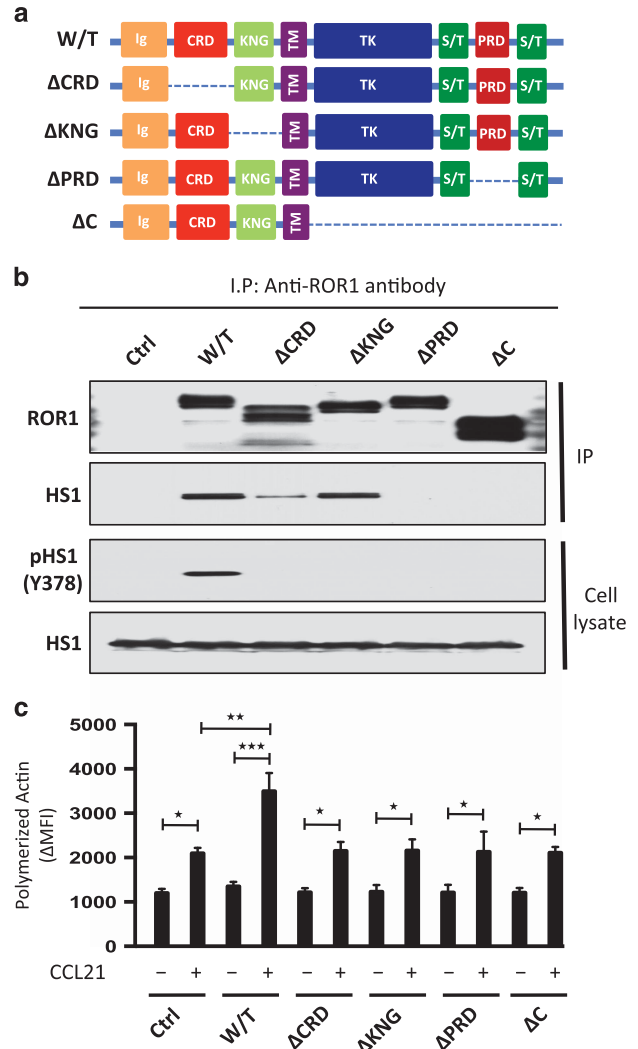 a
W/T Ig CRD KNG TM TK S/T PRD S/T
ΔCRD Ig KNG TM TK S/T PRD S/T
ΔKNG Ig CRD TM TK S/T PRD S/T
ΔPRD Ig CRD KNG TM TK S/T S/T
ΔC Ig CRD KNG TM
b
I.P: Anti-ROR1 antibody
Ctrl W/T ΔCRD ΔKNG ΔPRD ΔC
ROR1
HS1
IP
pHS1
(Y378)
HS1
Cell
lysate
c
Polymerized Actin
(ΔMFI)
5000
4000
3000
2000
1000
0
★★
★★★
★ ★ ★ ★ ★
CCL21 − + − + − + − + − + − +
Ctrl W/T ΔCRD ΔKNG ΔPRD ΔC